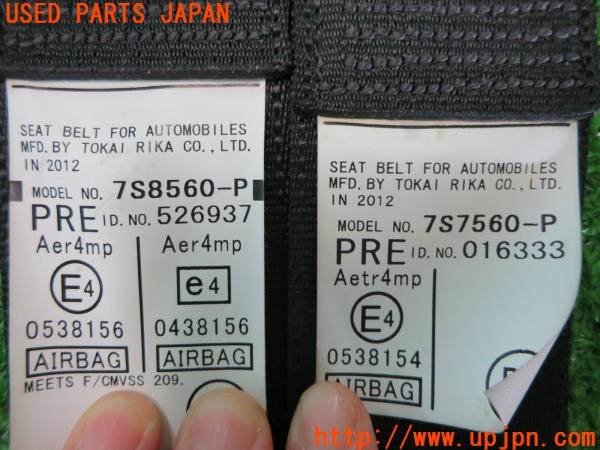 USED PARTS JAPAN
SEAT BELT FOR AUTOMOBILES
MFD.BY TOKAI RIKA CO.,LTD.
IN 2012
MODEL NO. 7S8560-P
PRE ID.NO. 526937
Aer4mp Aer4mp
E4 e4
0538156 0438156
AIRBAG AIRBAG
MEETS F/CMVSS 209.
SEAT BELT FOR AUTOMOBILES
MFD.BY TOKAI RIKA CO.,LTD.
IN 2012
MODEL NO. 7S7560-P
PRE ID.NO. 016333
Aetr4mp
E4
0538154
AIRBAG
www.upjpn.com